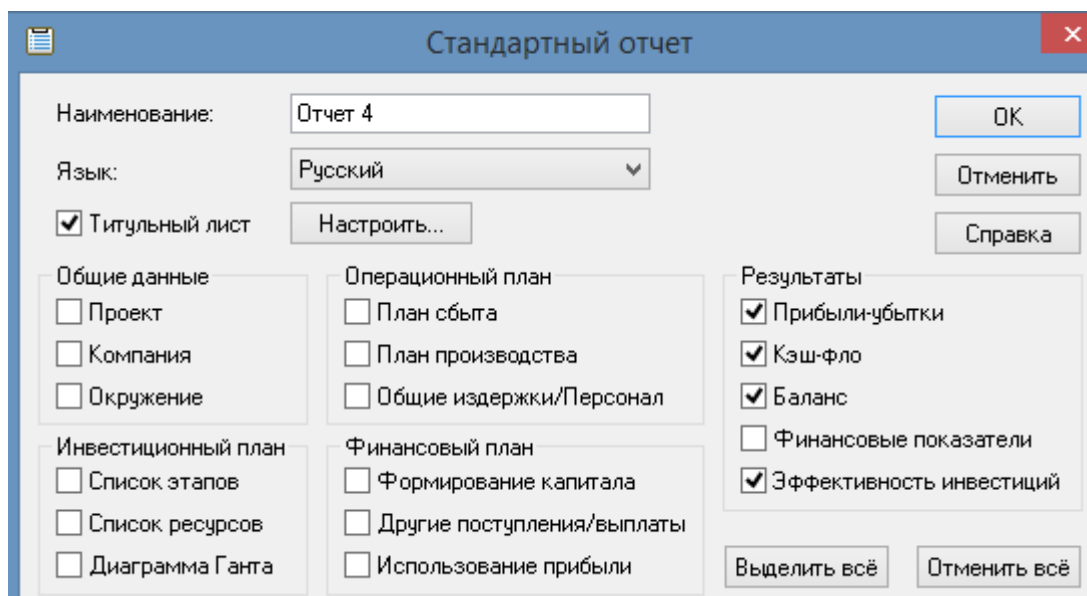 Стандартный отчет
Наименование: Отчет 4 OK
Язык: Русский Отменить
Титульный лист Настроить... Справка
Общие данные Операционный план Результаты
Проект План сбыта Прибыли-убытки
Компания План производства Кэш-фло
Окружение Общие издержки/Персонал Баланс
Финансовые показатели
Инвестиционный план Финансовый план
Список этапов Формирование капитала Эффективность инвестиций
Список ресурсов Другие поступления/выплаты
Диаграмма Ганта Использование прибыли Выделить всё Отменить всё